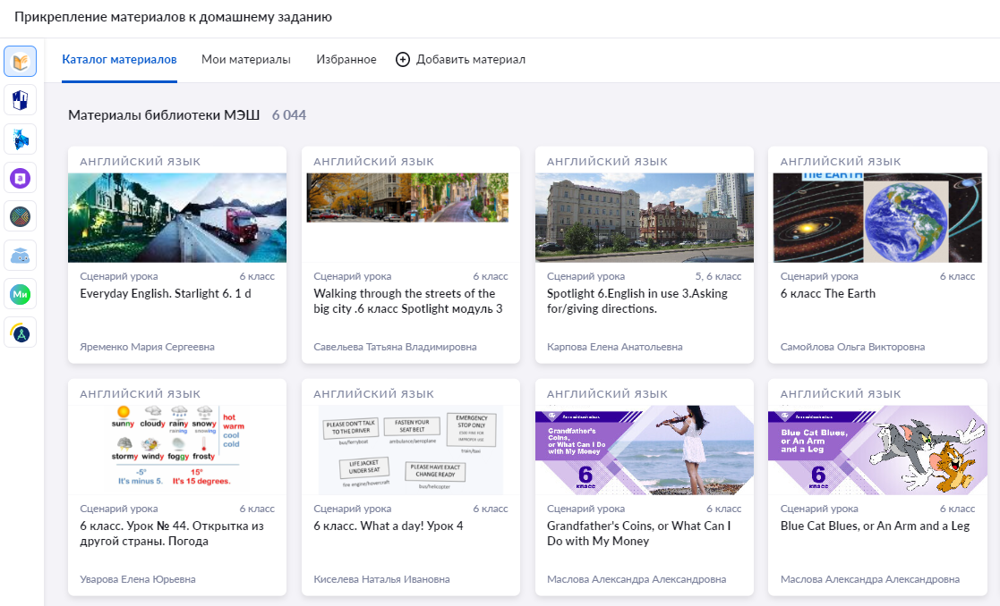 Прикрепление материалов к домашнему заданию
Каталог материалов
Мои материалы
Избранное
Добавить материал
Материалы библиотеки МЭШ 6 044
АНГЛИЙСКИЙ ЯЗЫК
Сценарий урока 6 класс
Everyday English. Starlight 6. 1 d
Яременко Мария Сергеевна
АНГЛИЙСКИЙ ЯЗЫК
Сценарий урока 6 класс
Walking through the streets of the
big city .6 класс Spotlight модуль 3
Савельева Татьяна Владимировна
АНГЛИЙСКИЙ ЯЗЫК
Сценарий урока 5, 6 класс
Spotlight 6.English in use 3.Asking
for/giving directions.
Карпова Елена Анатольевна
АНГЛИЙСКИЙ ЯЗЫК
The EARTH
Сценарий урока 6 класс
6 класс The Earth
Самойлова Ольга Викторовна
Ми
АНГЛИЙСКИЙ ЯЗЫК
sunny cloudy rainy snowy
raining snowing
hot
warm
cool
cold
stormy windy foggy frosty
-5° 15°
It's minus 5. It's 15 degrees.
Сценарий урока 6 класс
6 класс. Урок № 44. Открытка из
другой страны. Погода
Уварова Елена Юрьевна
АНГЛИЙСКИЙ ЯЗЫК
PLEASE DON'T TALK
TO THE DRIVER
bus/ferryboat
FASTEN YOUR
SEAT BELT
ambulance/aeroplane
EMERGENCY
STOP ONLY
£500 FINE FOR
IMPROPER USE
train/taxi
LIFE JACKET
UNDER SEAT
fire engine/hovercraft
PLEASE HAVE EXACT
CHANGE READY
bus/helicopter
Сценарий урока 6 класс
6 класс. What a day! Урок 4
Киселева Наталья Ивановна
АНГЛИЙСКИЙ ЯЗЫК
Английский язык
Grandfather's
Coins,
or What Can I Do
with My Money
6
класс
Сценарий урока 6 класс
Grandfather's Coins, or What Can I
Do with My Money
Маслова Александра Александровна
АНГЛИЙСКИЙ ЯЗЫК
Английский язык
Blue Cat Blues,
or An Arm
and a Leg
6
класс
Сценарий урока 6 класс
Blue Cat Blues, or An Arm and a Leg
Маслова Александра Александровна